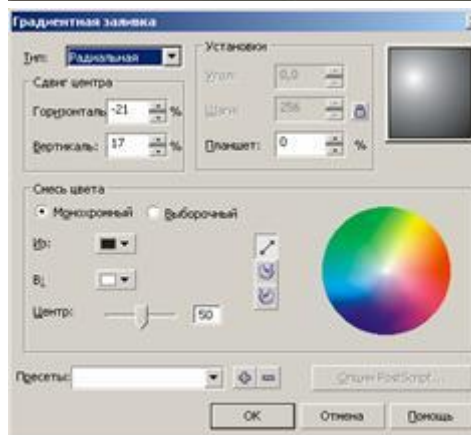 Градиентная заливка
Тип: Радиальная
Сдвиг центра
Горизонталь: -21 %
Вертикаль: 17 %
Установки
Угол: 0,0
Шаги: 256
Планшет: 0 %
Смесь цвета
Монохромный Выборочный
Из:
В:
Центр: 50
Пресеты:
Опции PostScript...
OK Отмена Помощь